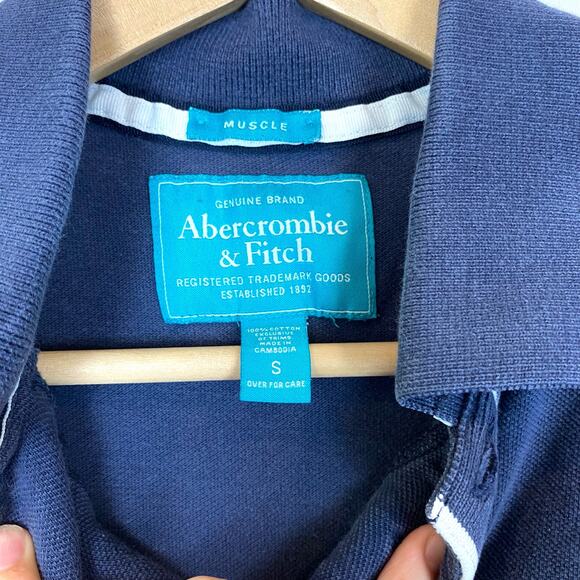 MUSCLE
GENUINE BRAND
Abercrombie
& Fitch
REGISTERED TRADEMARK GOODS
ESTABLISHED 1892
100% COTTON
EXCLUSIVE
OF TRIMS
MADE IN
CAMBODIA
S
OVER FOR CARE